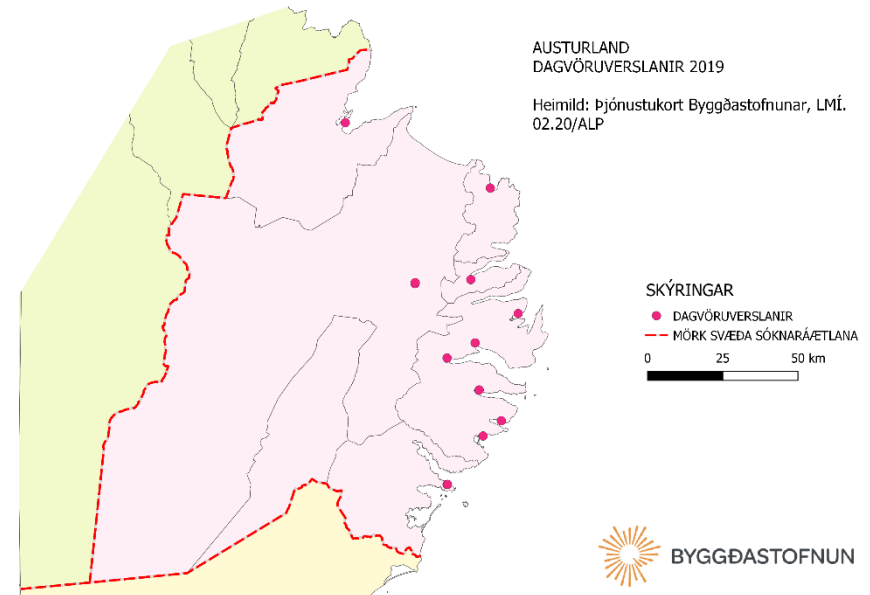 AUSTURLAND
DAGVÖRUVERSLANIR 2019
Heimild: Þjónustukort Byggðastofnunar, LMÍ.
02.20/ALP
SKÝRINGAR
DAGVÖRUVERSLANIR
MÖRK SVÆÐA SÓKNARÁÆTLANA
0 25 50 km
BYGGÐASTOFNUN